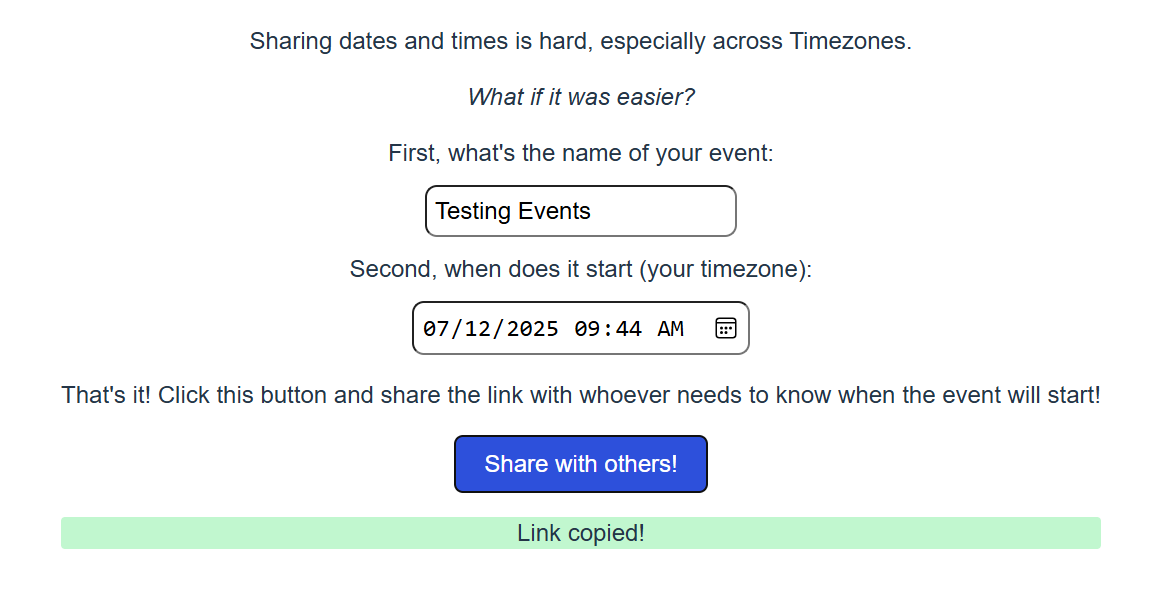 Sharing dates and times is hard, especially across Timezones.
What if it was easier?
First, what's the name of your event:
Testing Events
Second, when does it start (your timezone):
07/12/2025 09:44 AM
That's it! Click this button and share the link with whoever needs to know when the event will start!
Share with others!
Link copied!